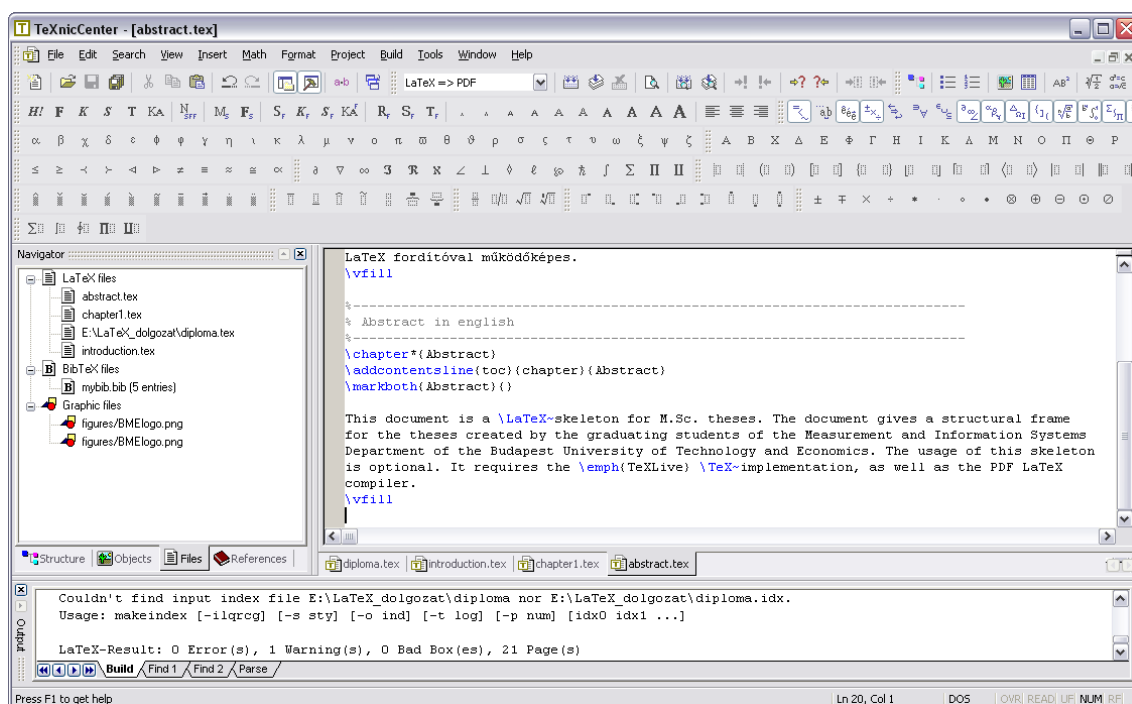 TeXnicCenter - [abstract.tex]
File Edit Search View Insert Math Format Project Build Tools Window Help
LaTeX => PDF
α β χ δ ε ϕ φ γ η ι κ λ μ ν ο π ϖ θ ϑ ρ σ ς τ υ ω ξ ψ ζ Α Β Χ Δ Ε Φ Γ Η Ι Κ Λ Μ Ν Ο Π Θ Ρ
Navigator
LaTeX files
abstract.tex
chapter1.tex
E:\LaTeX_dolgozat\diploma.tex
introduction.tex
BibTeX files
mybib.bib (5 entries)
Graphic files
figures/BMElogo.png
figures/BMElogo.png
Structure Objects Files References
LaTeX fordítóval működőképes.
\vfill
%----------------------------------------------------------------------------
% Abstract in english
%----------------------------------------------------------------------------
\chapter*{Abstract}
\addcontentsline{toc}{chapter}{Abstract}
\markboth{Abstract}{}
This document is a \LaTeX~skeleton for M.Sc. theses. The document gives a structural frame
for the theses created by the graduating students of the Measurement and Information Systems
Department of the Budapest University of Technology and Economics. The usage of this skeleton
is optional. It requires the \emph{TeXLive} \TeX~implementation, as well as the PDF LaTeX
compiler.
\vfill
diploma.tex introduction.tex chapter1.tex abstract.tex
Output
Couldn't find input index file E:\LaTeX_dolgozat\diploma nor E:\LaTeX_dolgozat\diploma.idx.
Usage: makeindex [-ilqrcg] [-s sty] [-o ind] [-t log] [-p num] [idx0 idx1 ...]
LaTeX-Result: 0 Error(s), 1 Warning(s), 0 Bad Box(es), 21 Page(s)
Build Find 1 Find 2 Parse
Press F1 to get help Ln 20, Col 1 DOS OVR READ UF NUM RF